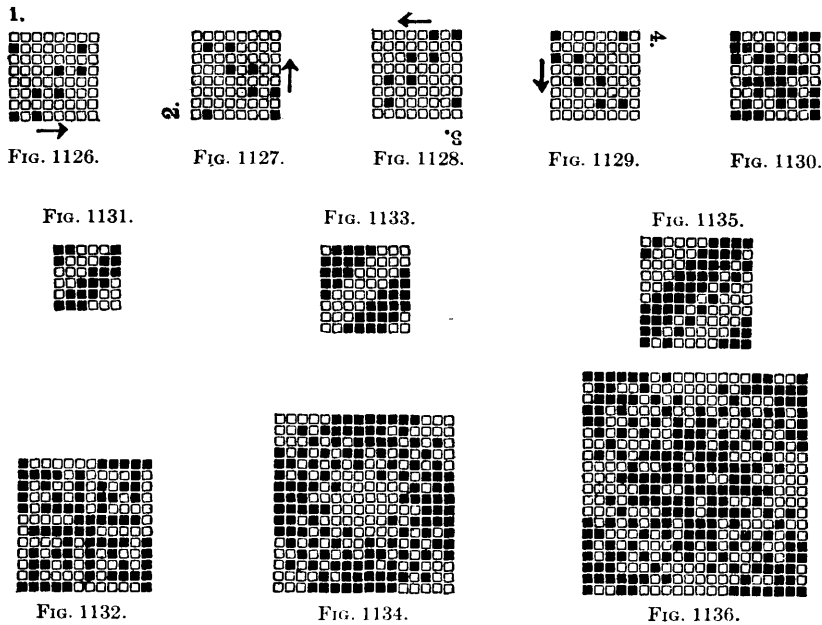 1.
2.
3.
4.
FIG. 1126.
FIG. 1127.
FIG. 1128.
FIG. 1129.
FIG. 1130.
FIG. 1131.
FIG. 1133.
FIG. 1135.
FIG. 1132.
FIG. 1134.
FIG. 1136.